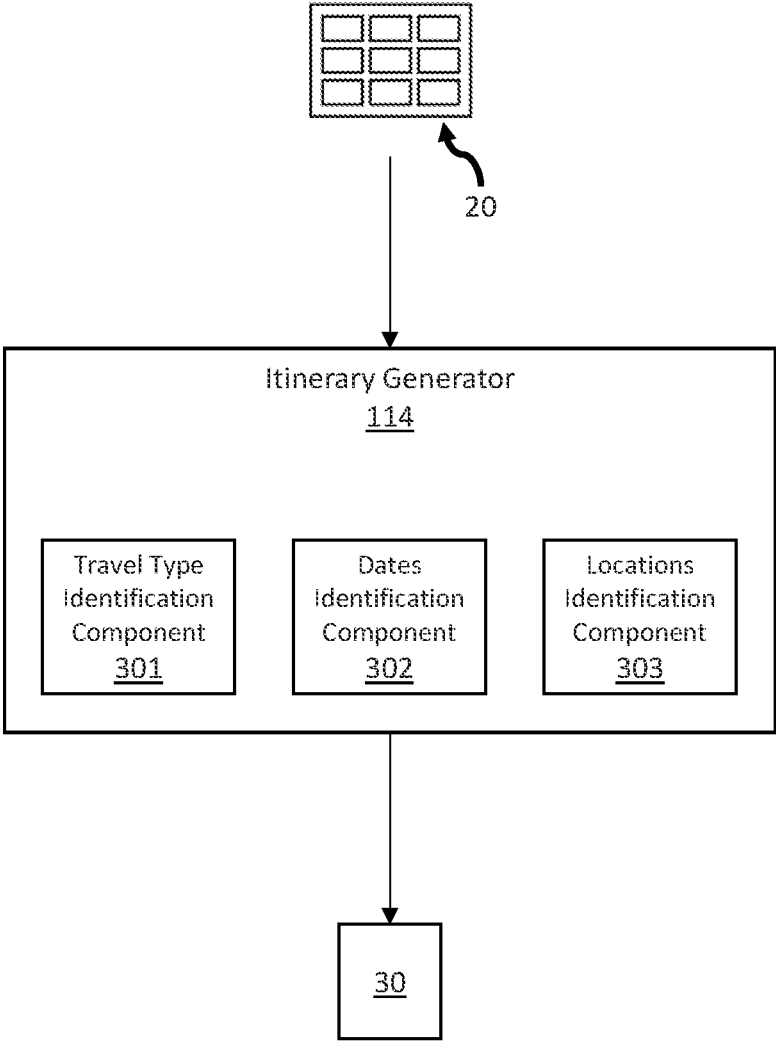 20
Itinerary Generator
114
Travel Type
Identification
Component
301
Dates
Identification
Component
302
Locations
Identification
Component
303
30